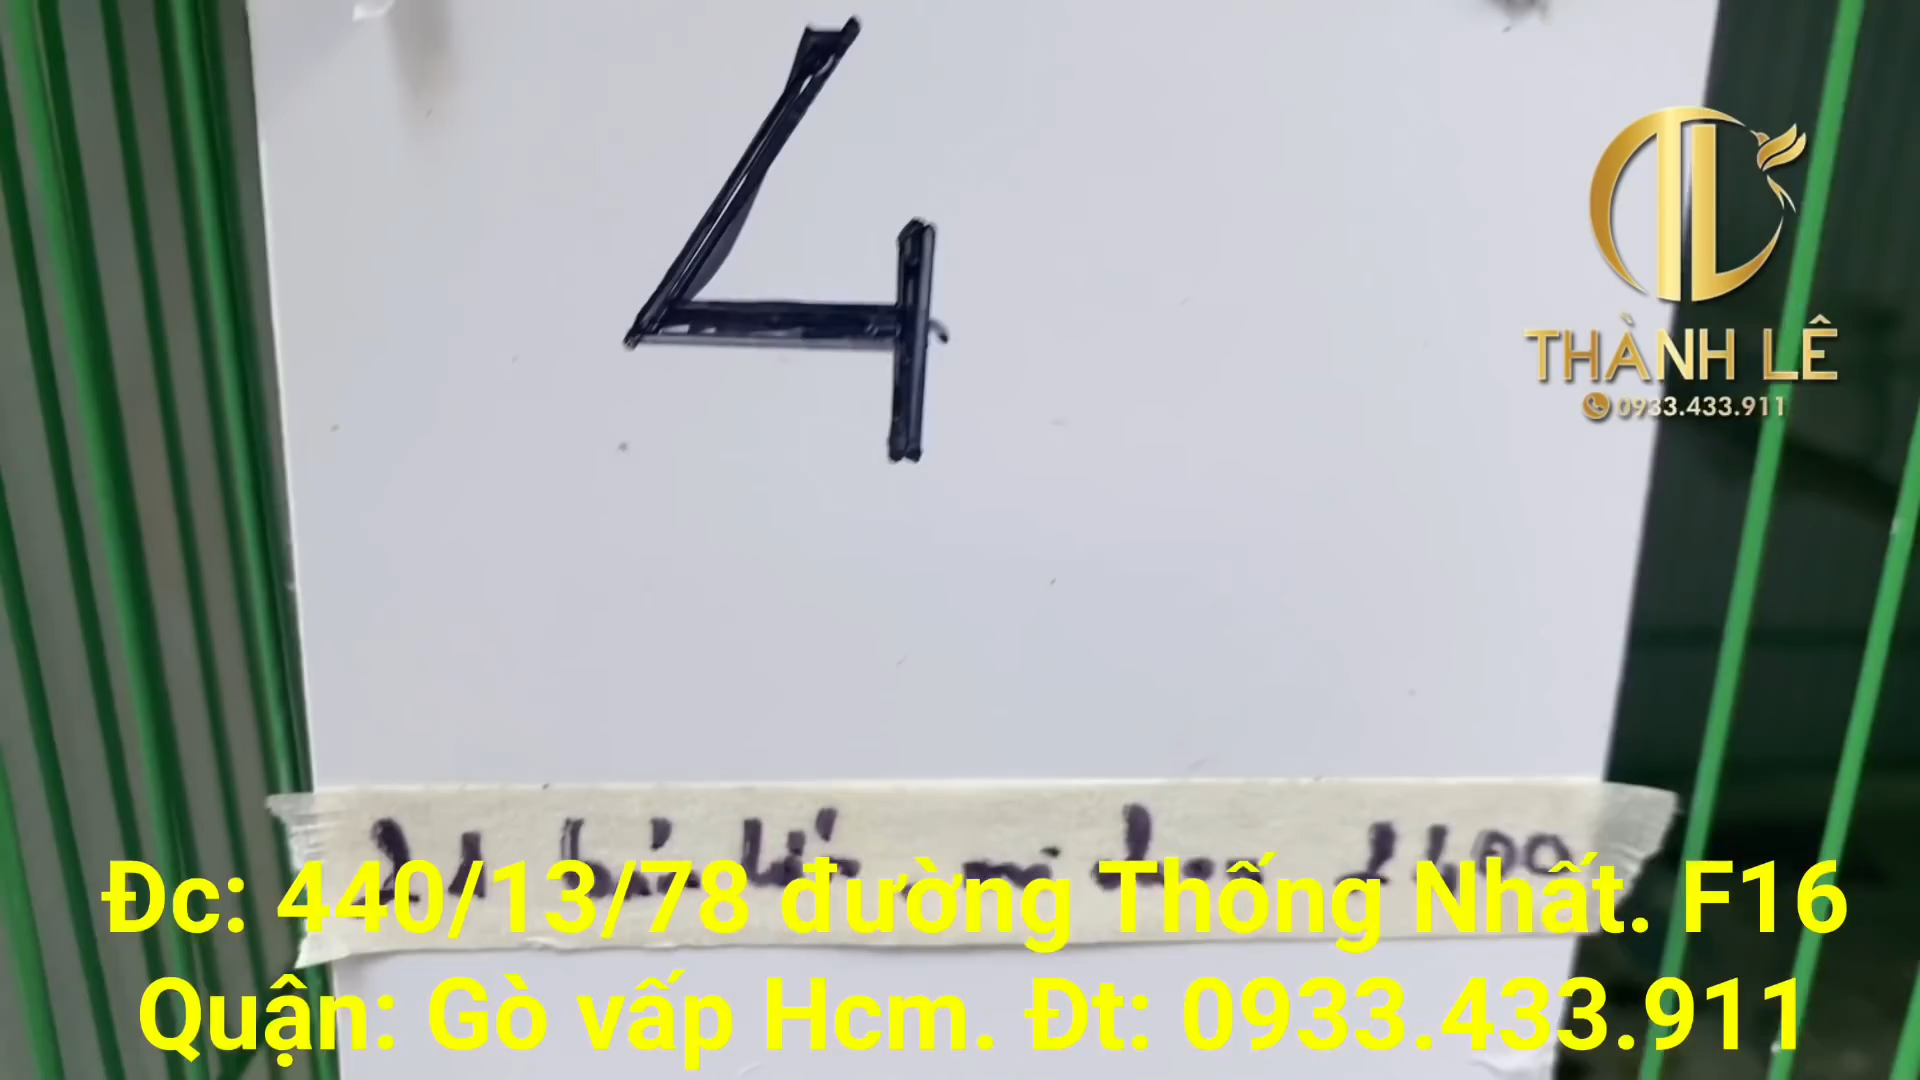 4
THÀNH LÊ
0933.433.911
Đc: 440/13/78 đường Thống Nhất. F16
Quận: Gò vấp Hcm. Đt: 0933.433.911